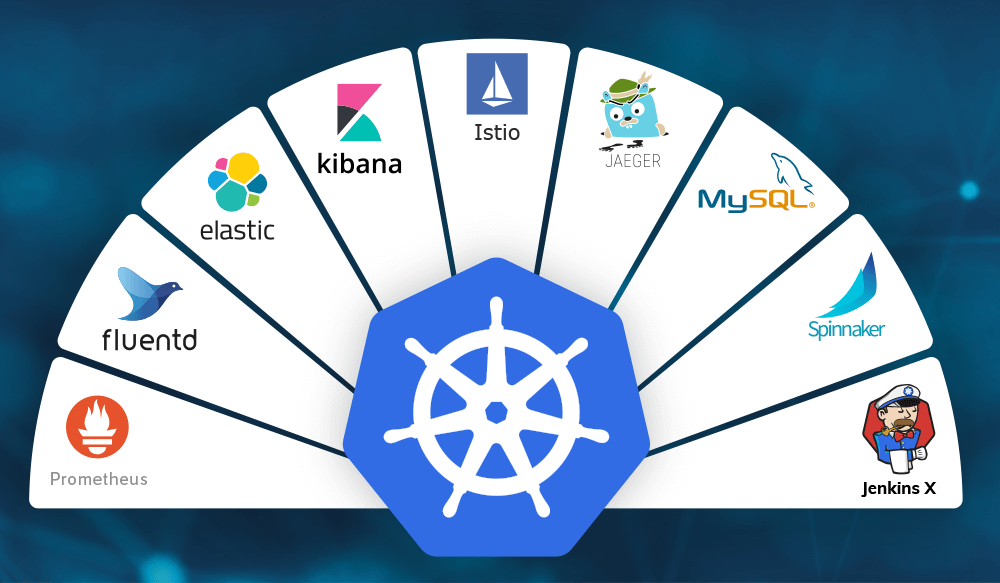 Prometheus
fluentd
elastic
kibana
Istio
JAEGER
MySQL®
Spinnaker
Jenkins X